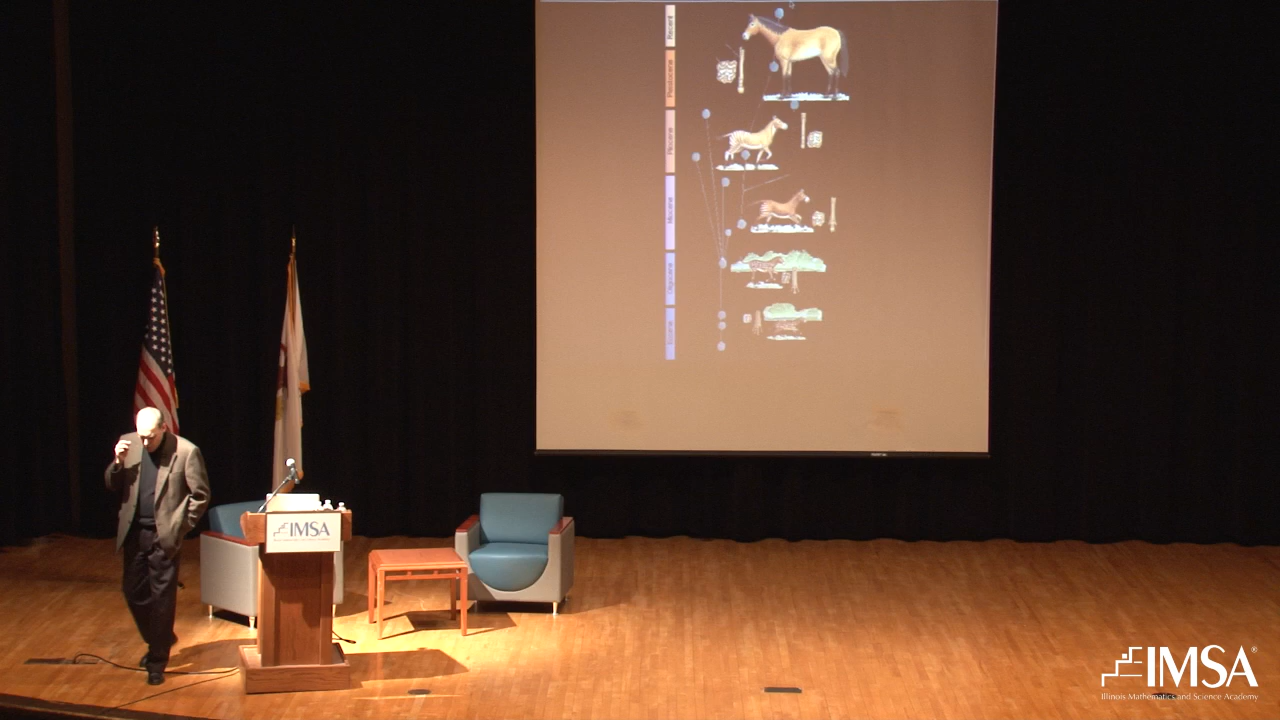 Recent
Pleistocene
Pliocene
Miocene
Oligocene
Eocene
IMSA
IMSA®
Illinois Mathematics and Science Academy